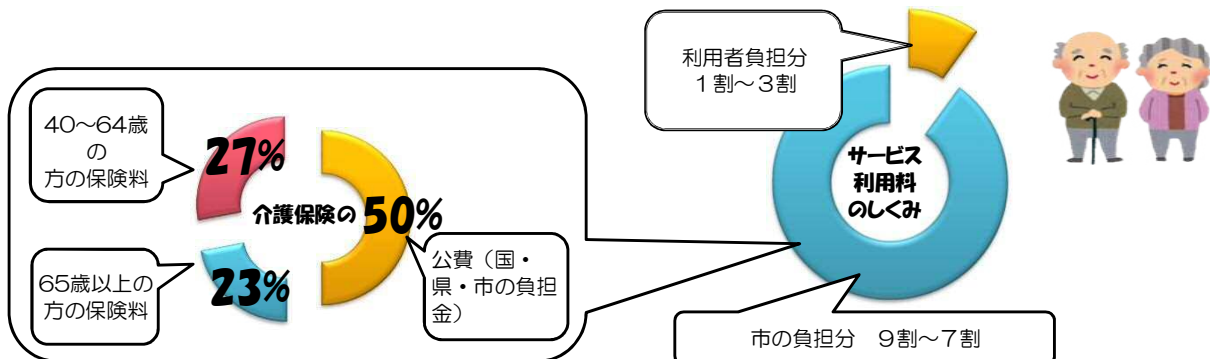 40～64歳
の
方の保険料
27%
介護保険の
50%
65歳以上の
方の保険料
23%
公費（国・
県・市の負担
金）
利用者負担分
１割～３割
サービス
利用料
のしくみ
市の負担分　９割～７割